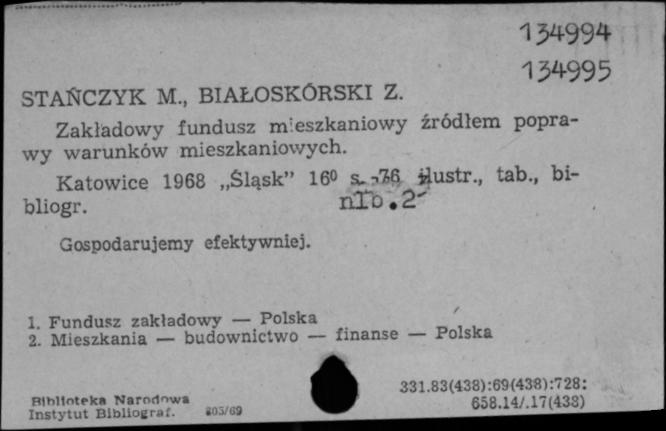 134994
134995
STAŃCZYK M., BIAŁOSKÓRSKI Z.
Zakładowy fundusz mieszkaniowy źródłem popra-
wy warunków mieszkaniowych.
Katowice 1968 „Śląsk” 16⁰ s. 76 ilustr., tab., bi-
bliogr. nlb. 2
Gospodarujemy efektywniej.
1. Fundusz zakładowy — Polska
2. Mieszkania — budownictwo — finanse — Polska
331.83(438):69(438):728:
Biblioteka Narodowa
658.14/.17(438)
Instytut Bibliograf. 805/69